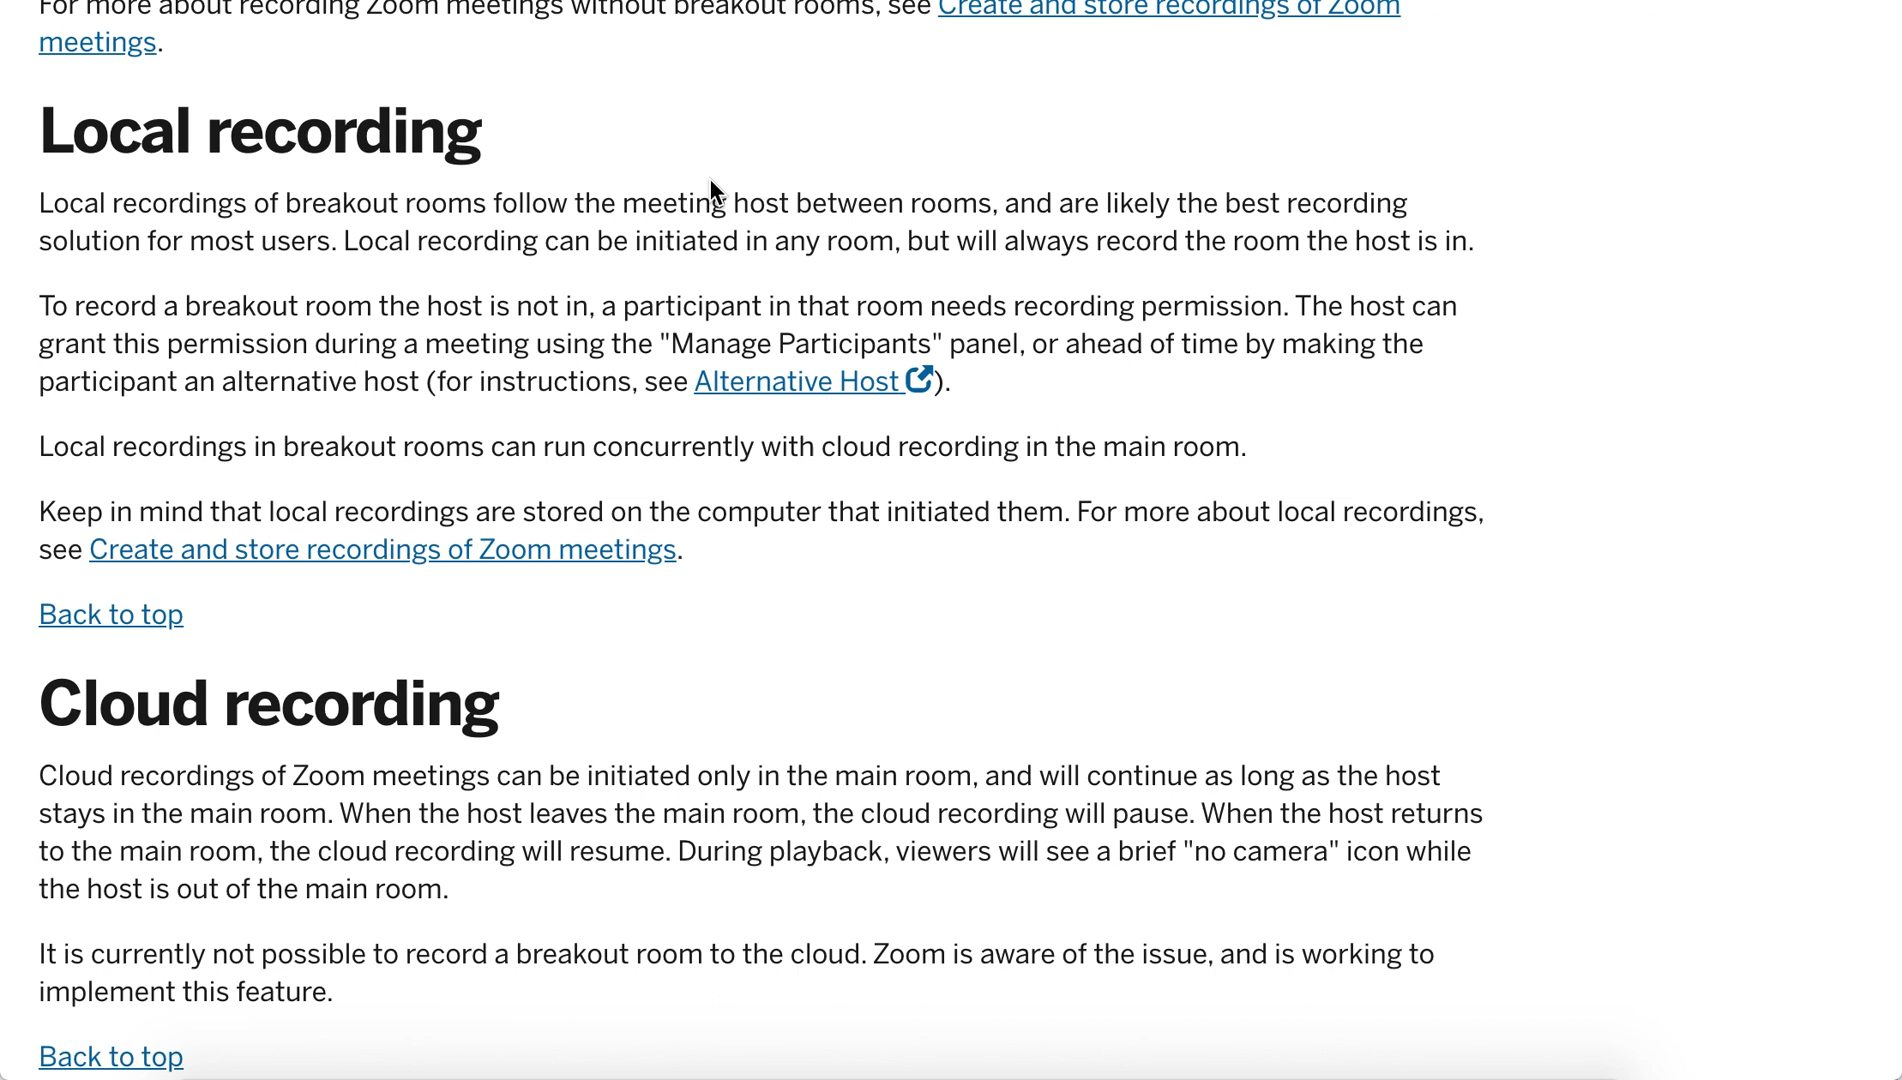 For more about recording Zoom meetings without breakout rooms, see Create and store recordings of Zoom
meetings.
Local recording
Local recordings of breakout rooms follow the meeting host between rooms, and are likely the best recording
solution for most users. Local recording can be initiated in any room, but will always record the room the host is in.
To record a breakout room the host is not in, a participant in that room needs recording permission. The host can
grant this permission during a meeting using the "Manage Participants" panel, or ahead of time by making the
participant an alternative host (for instructions, see Alternative Host).
Local recordings in breakout rooms can run concurrently with cloud recording in the main room.
Keep in mind that local recordings are stored on the computer that initiated them. For more about local recordings,
see Create and store recordings of Zoom meetings.
Back to top
Cloud recording
Cloud recordings of Zoom meetings can be initiated only in the main room, and will continue as long as the host
stays in the main room. When the host leaves the main room, the cloud recording will pause. When the host returns
to the main room, the cloud recording will resume. During playback, viewers will see a brief "no camera" icon while
the host is out of the main room.
It is currently not possible to record a breakout room to the cloud. Zoom is aware of the issue, and is working to
implement this feature.
Back to top